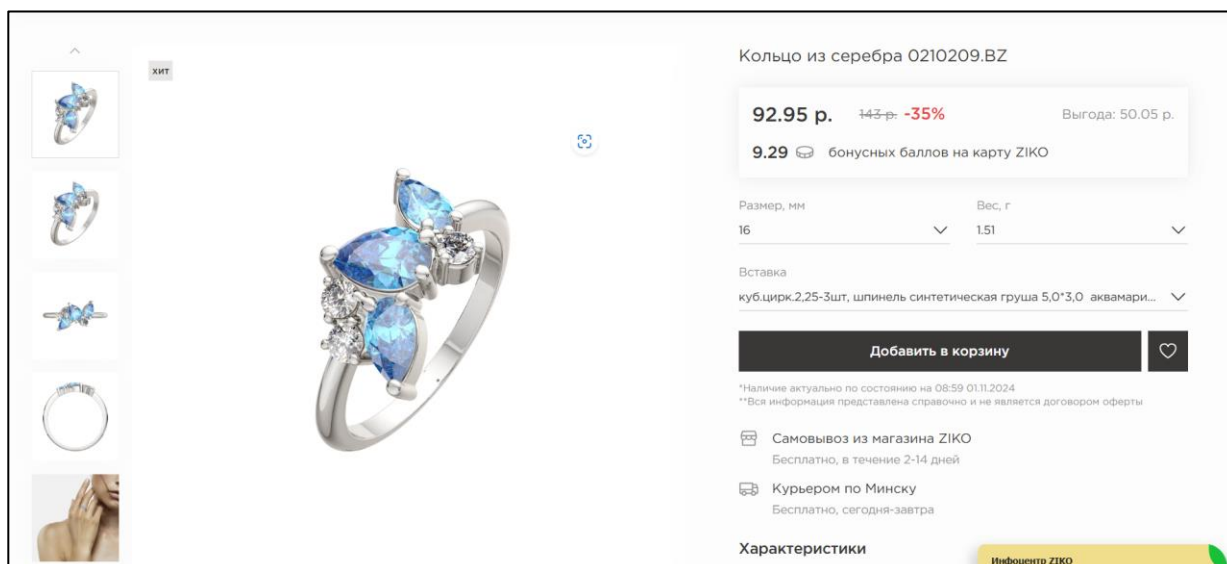 ХИТ
Кольцо из серебра 0210209.BZ
92.95 р. 143 р. -35% Выгода: 50.05 р.
9.29 бонусных баллов на карту ZIKO
Размер, мм Вес, г
16 1.51
Вставка
куб.цирк.2,25-3шт, шпинель синтетическая груша 5,0*3,0 аквамари...
Добавить в корзину
*Наличие актуально по состоянию на 08:59 01.11.2024
**Вся информация представлена справочно и не является договором оферты
Самовывоз из магазина ZIKO
Бесплатно, в течение 2-14 дней
Курьером по Минску
Бесплатно, сегодня-завтра
Характеристики
Инфоцентр ZIKO